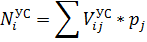 N_i^{УС} = ∑ V_{ij}^{УС} * p_j